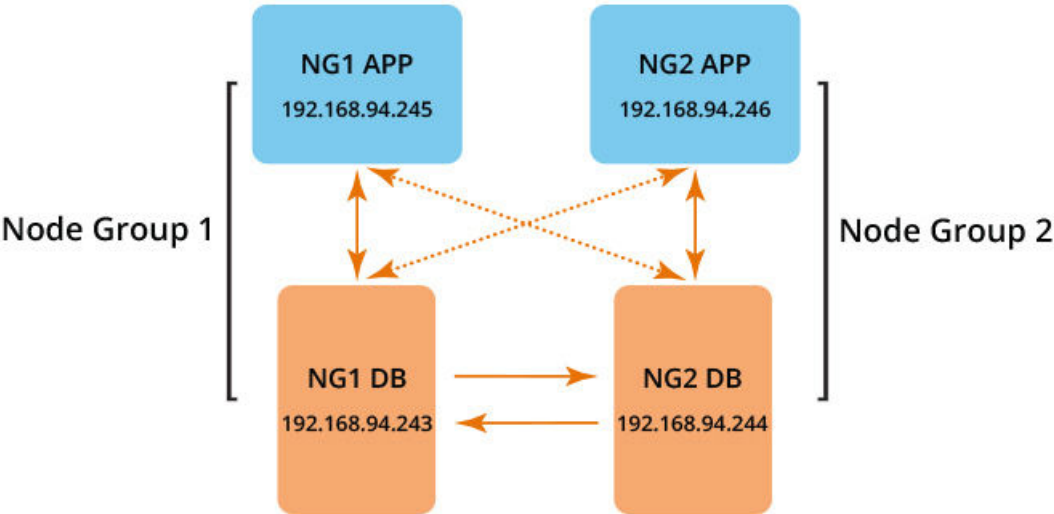 NG1 APP
192.168.94.245
NG2 APP
192.168.94.246
Node Group 1
Node Group 2
NG1 DB
192.168.94.243
NG2 DB
192.168.94.244